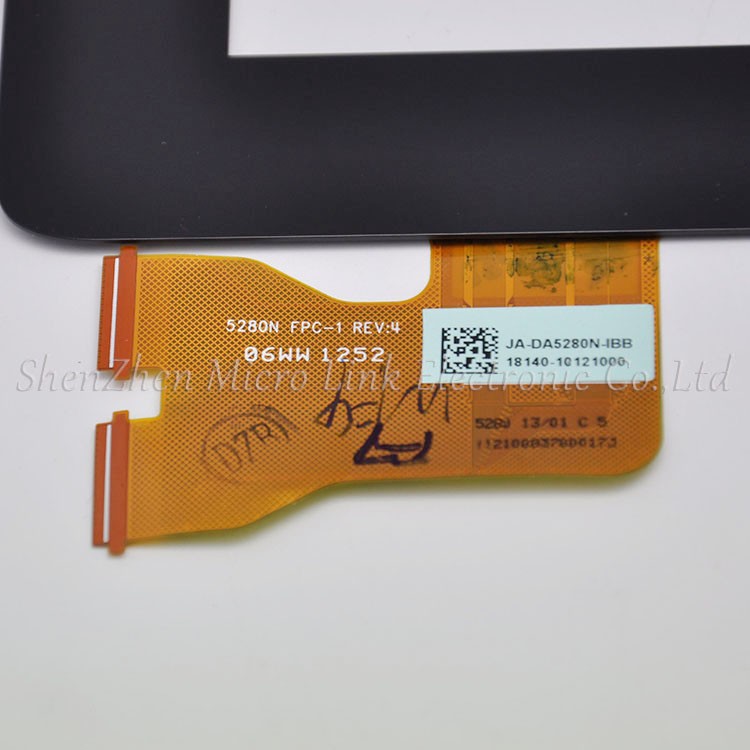 5280N FPC-1 REV:4
06WW 1252
JA-DA5280N-IBB
18140-10121000
ShenZhen Micro Link Electronic Co.,Ltd
D7B1
13/01 C 5